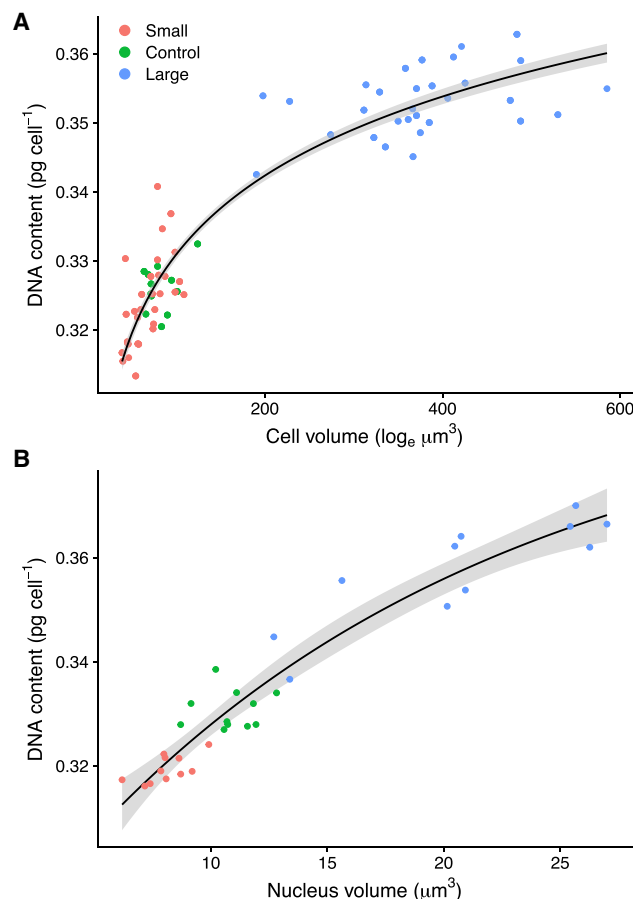 A
Small
Control
Large
0.36
0.35
0.34
0.33
0.32
DNA content (pg cell⁻¹)
200
400
600
Cell volume (logₑ μm³)
B
0.36
0.34
0.32
DNA content (pg cell⁻¹)
10
15
20
25
Nucleus volume (μm³)